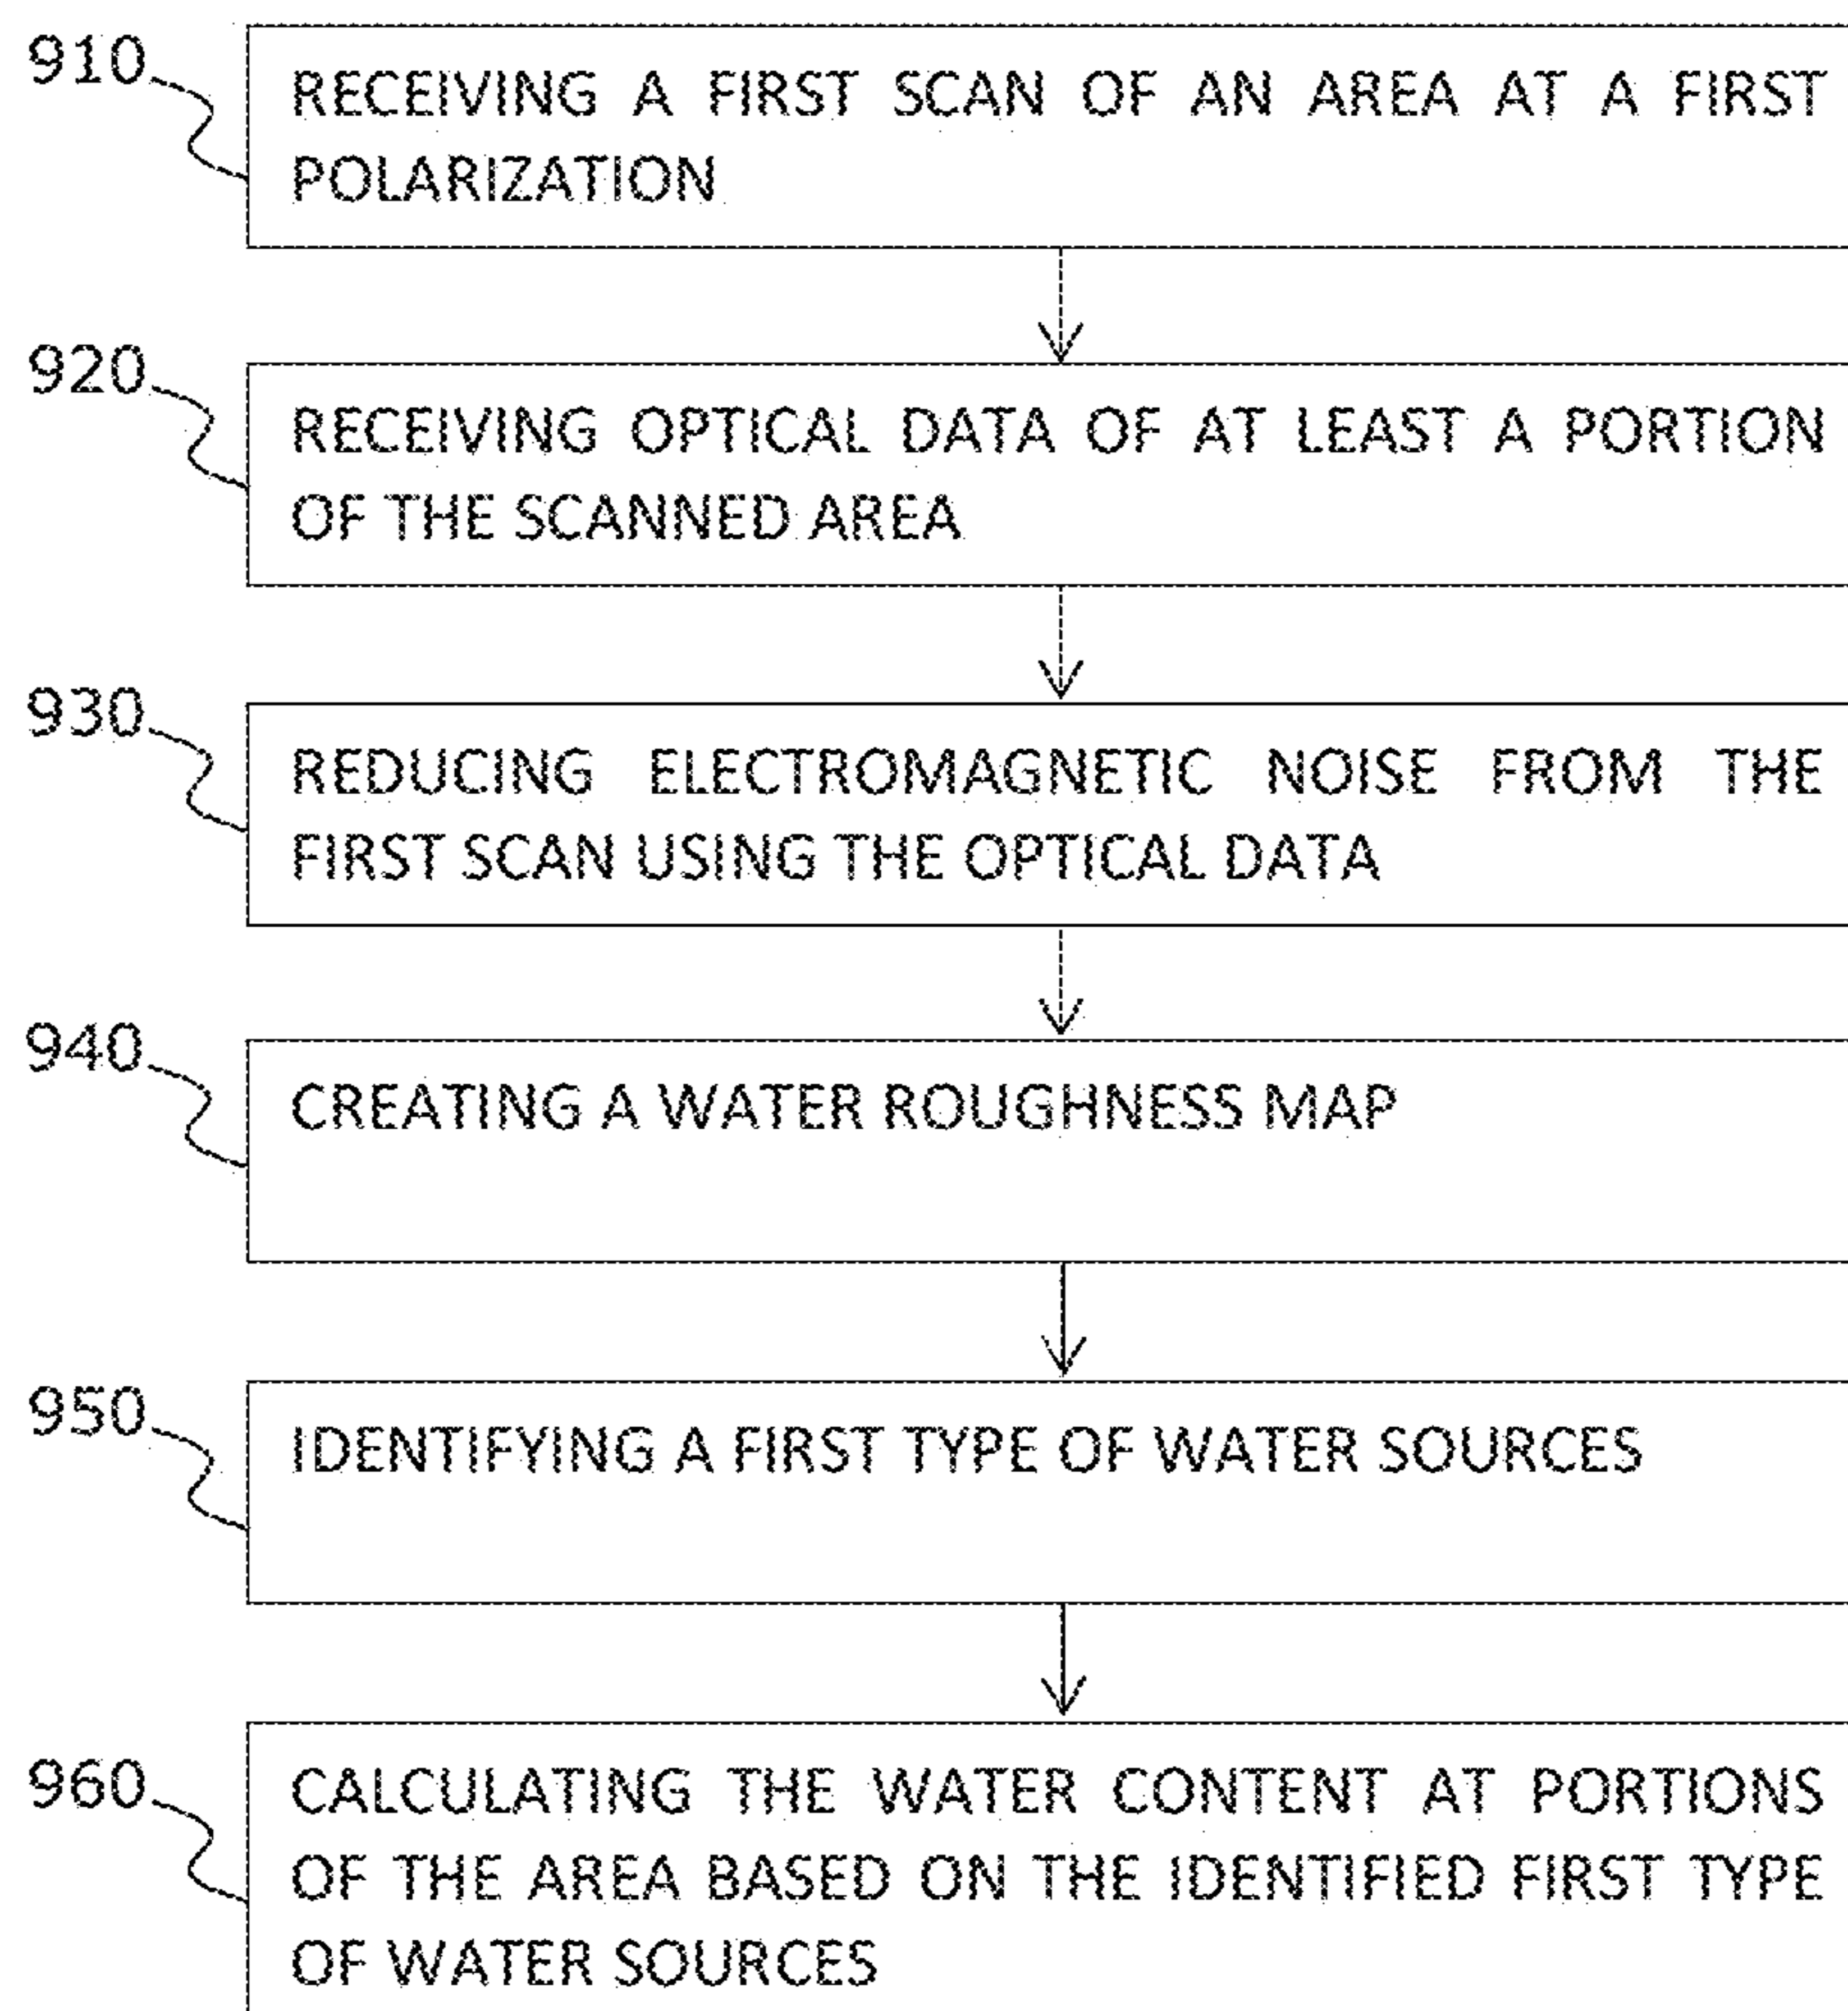 910
RECEIVING A FIRST SCAN OF AN AREA AT A FIRST
POLARIZATION
920
RECEIVING OPTICAL DATA OF AT LEAST A PORTION
OF THE SCANNED AREA
930
REDUCING ELECTROMAGNETIC NOISE FROM THE
FIRST SCAN USING THE OPTICAL DATA
940
CREATING A WATER ROUGHNESS MAP
950
IDENTIFYING A FIRST TYPE OF WATER SOURCES
960
CALCULATING THE WATER CONTENT AT PORTIONS
OF THE AREA BASED ON THE IDENTIFIED FIRST TYPE
OF WATER SOURCES